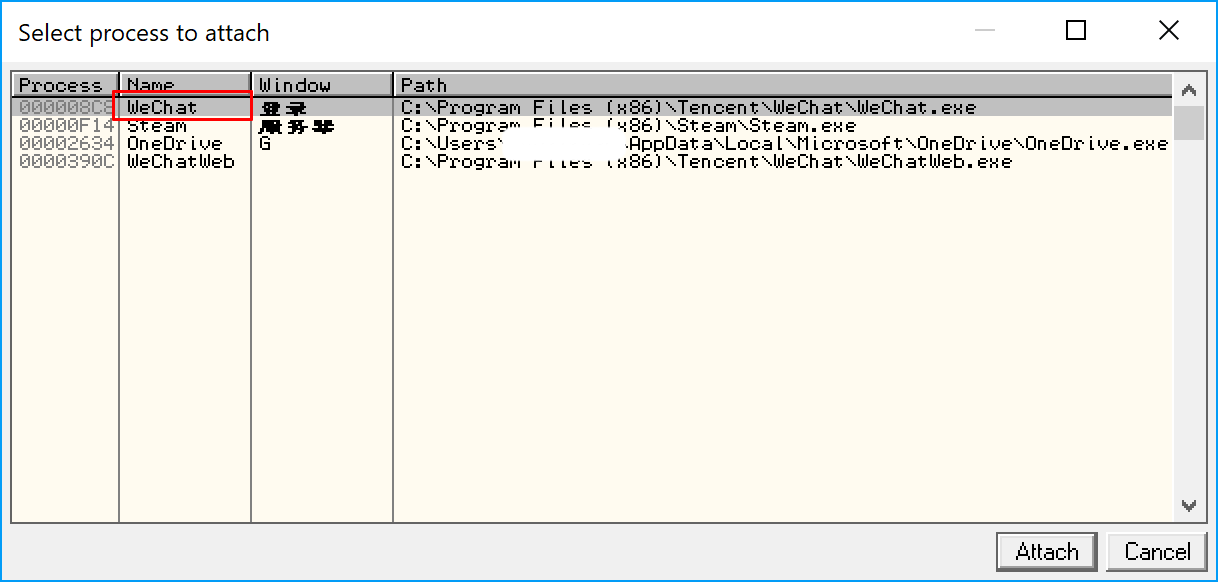 Select process to attach
Process Name Window Path
000008C8 WeChat 登录 C:\Program Files (x86)\Tencent\WeChat\WeChat.exe
00000F14 Steam C:\Program Files (x86)\Steam\Steam.exe
00002634 OneDrive G C:\Users\ AppData\Local\Microsoft\OneDrive\OneDrive.exe
0000390C WeChatWeb C:\Program Files (x86)\Tencent\WeChat\WeChatWeb.exe
Attach Cancel